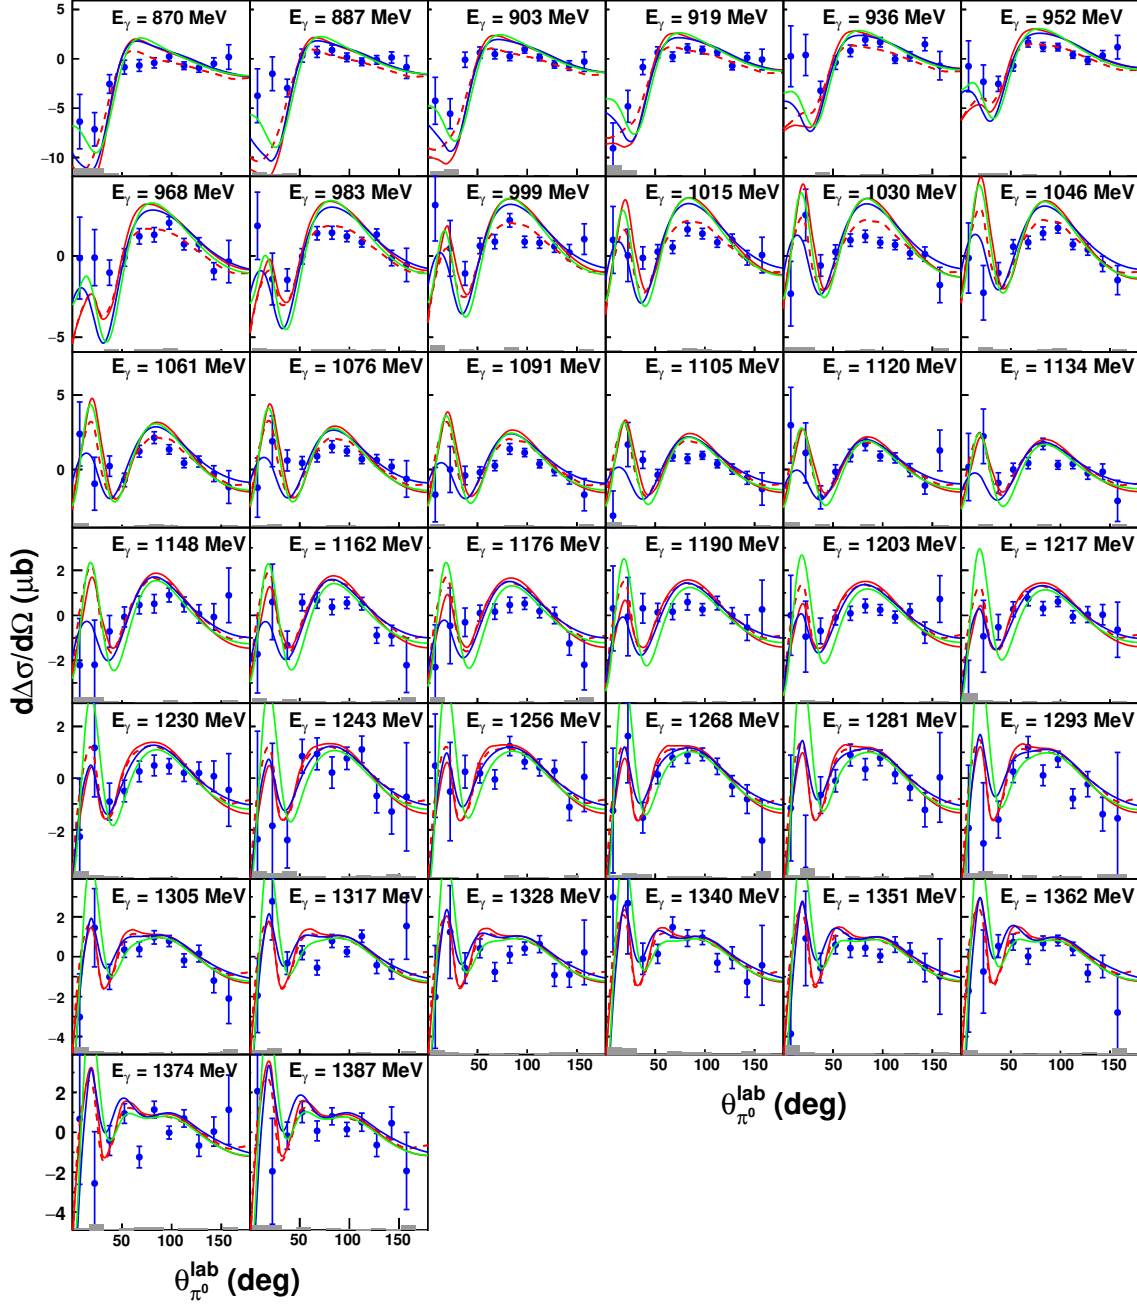 E_γ = 870 MeV E_γ = 887 MeV E_γ = 903 MeV E_γ = 919 MeV E_γ = 936 MeV E_γ = 952 MeV
5
0
−5
−10
E_γ = 968 MeV E_γ = 983 MeV E_γ = 999 MeV E_γ = 1015 MeV E_γ = 1030 MeV E_γ = 1046 MeV
0
−5
E_γ = 1061 MeV E_γ = 1076 MeV E_γ = 1091 MeV E_γ = 1105 MeV E_γ = 1120 MeV E_γ = 1134 MeV
5
0
E_γ = 1148 MeV E_γ = 1162 MeV E_γ = 1176 MeV E_γ = 1190 MeV E_γ = 1203 MeV E_γ = 1217 MeV
2
0
−2
dΔσ/dΩ (μb)
E_γ = 1230 MeV E_γ = 1243 MeV E_γ = 1256 MeV E_γ = 1268 MeV E_γ = 1281 MeV E_γ = 1293 MeV
2
0
−2
E_γ = 1305 MeV E_γ = 1317 MeV E_γ = 1328 MeV E_γ = 1340 MeV E_γ = 1351 MeV E_γ = 1362 MeV
2
0
−2
−4
50 100 150 50 100 150 50 100 150 50 100 150
E_γ = 1374 MeV E_γ = 1387 MeV
θ_{π⁰}^{lab} (deg)
2
0
−2
−4
50 100 150 50 100 150
θ_{π⁰}^{lab} (deg)